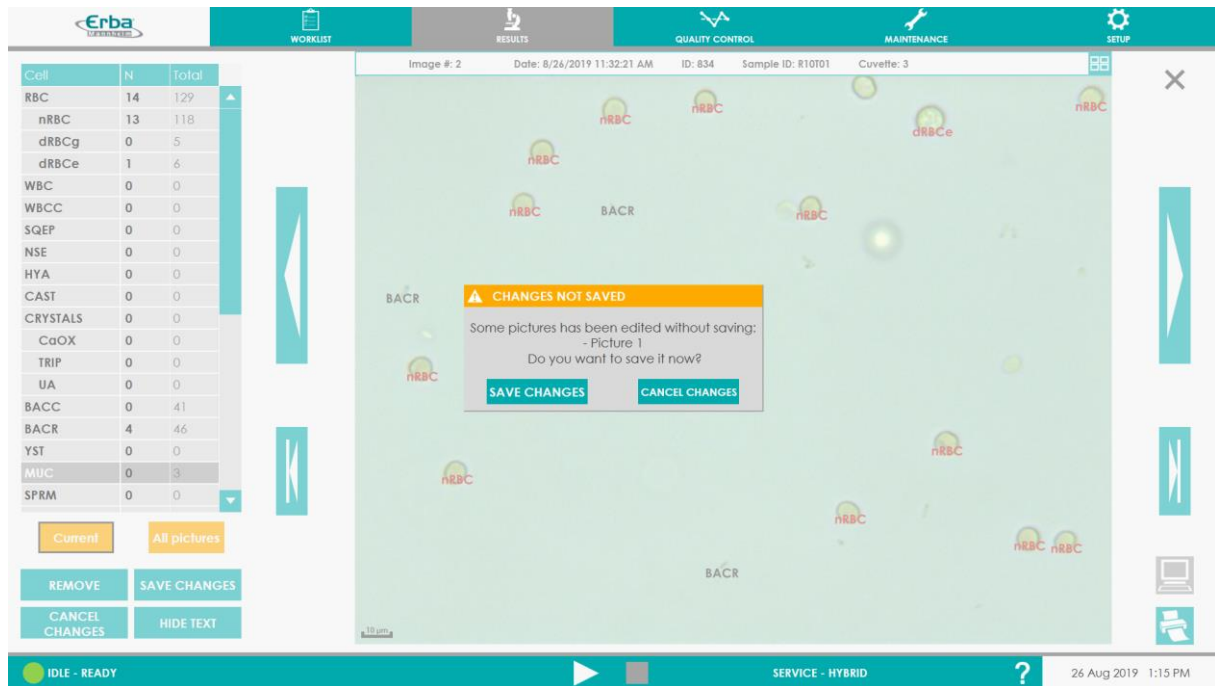 Erba
Mannheim
WORKLIST
RESULTS
QUALITY CONTROL
MAINTENANCE
SETUP
Image #: 2 Date: 8/26/2019 11:32:21 AM ID: 834 Sample ID: R10T01 Cuvette: 3
Cell N Total
RBC 14 129
nRBC 13 118
dRBCg 0 5
dRBCe 1 6
WBC 0 0
WBCC 0 0
SQEP 0 0
NSE 0 0
HYA 0 0
CAST 0 0
CRYSTALS 0 0
CaOX 0 0
TRIP 0 0
UA 0 0
BACC 0 41
BACR 4 46
YST 0 0
MUC 0 3
SPRM 0 0
Current All pictures
REMOVE SAVE CHANGES
CANCEL
CHANGES
HIDE TEXT
nRBC nRBC nRBC
dRBCe
nRBC
nRBC BACR nRBC
BACR
CHANGES NOT SAVED
Some pictures has been edited without saving:
- Picture 1
Do you want to save it now?
SAVE CHANGES CANCEL CHANGES
nRBC
nRBC
nRBC
nRBC
nRBC nRBC
BACR
10 µm
IDLE - READY SERVICE - HYBRID ? 26 Aug 2019 1:15 PM